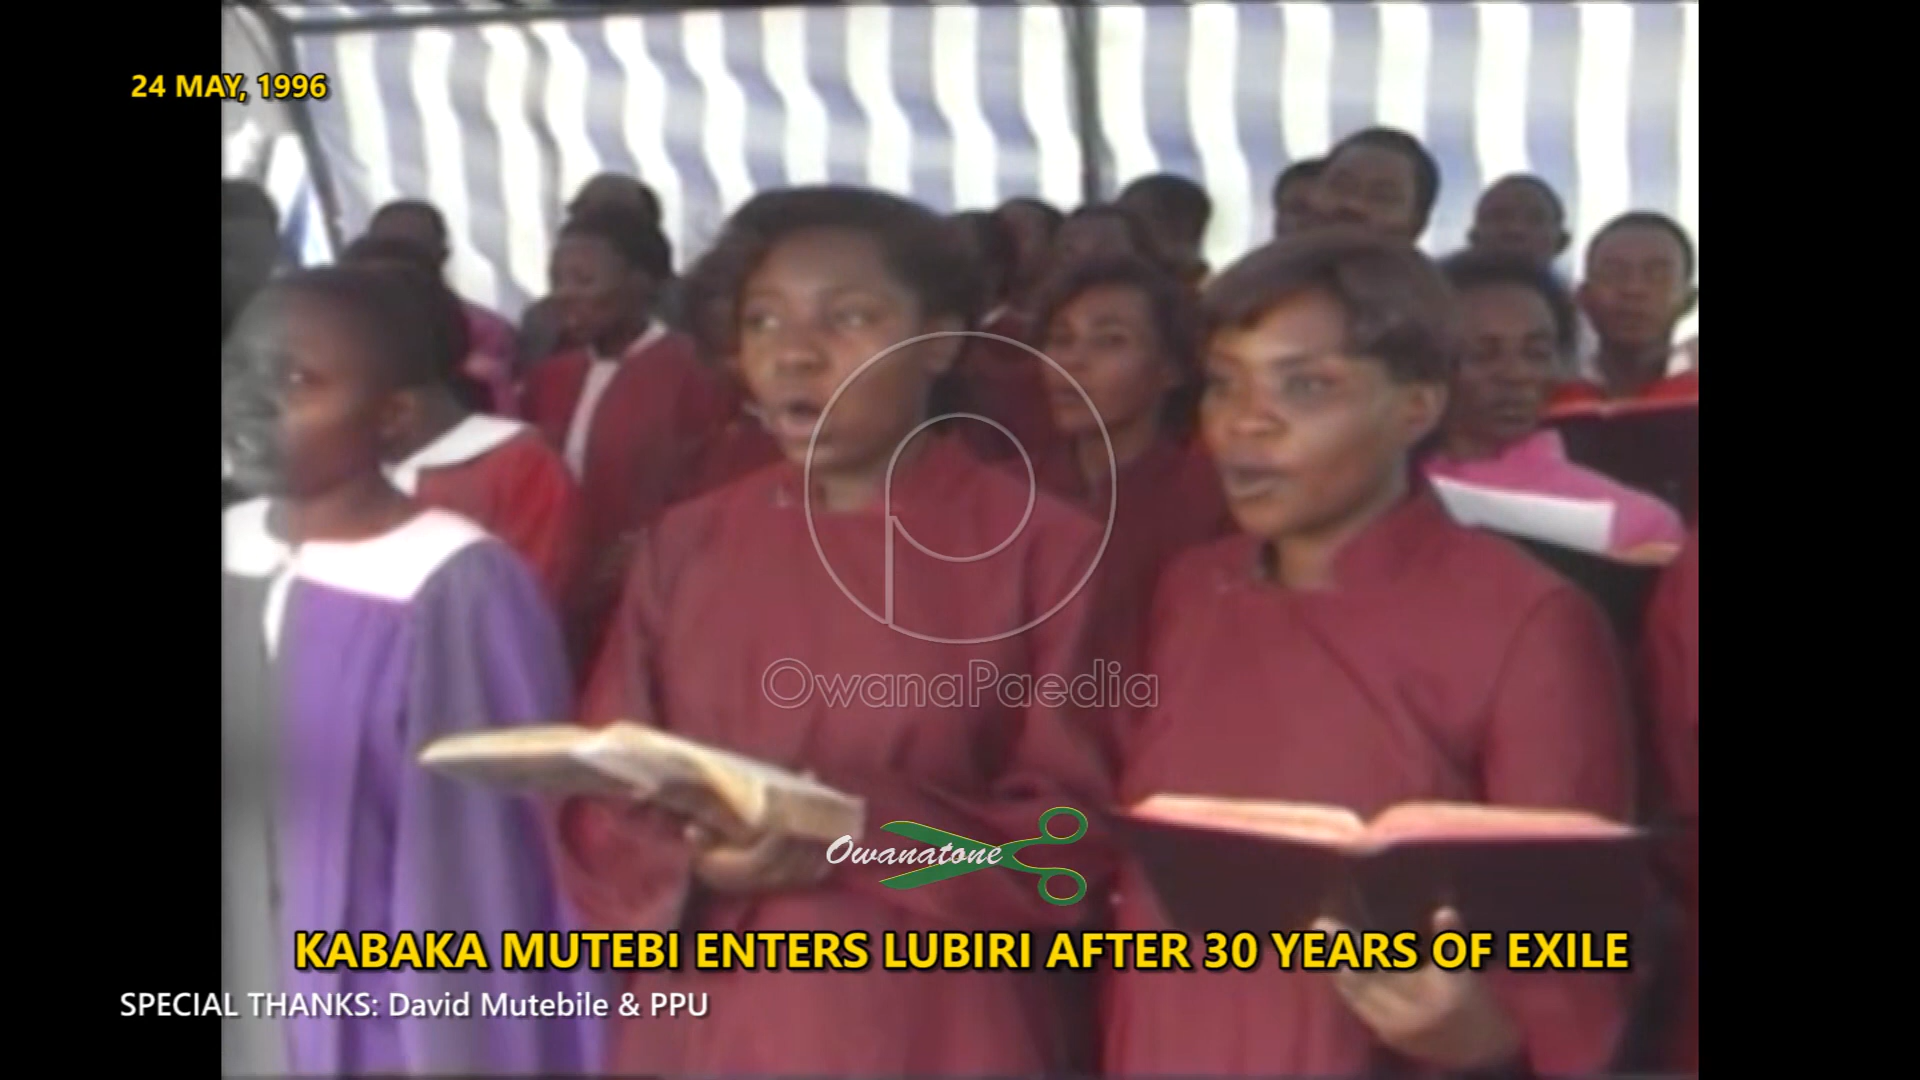 24 MAY, 1996
OwanaPaedia
Owanatone
KABAKA MUTEBI ENTERS LUBIRI AFTER 30 YEARS OF EXILE
SPECIAL THANKS: David Mutebile & PPU